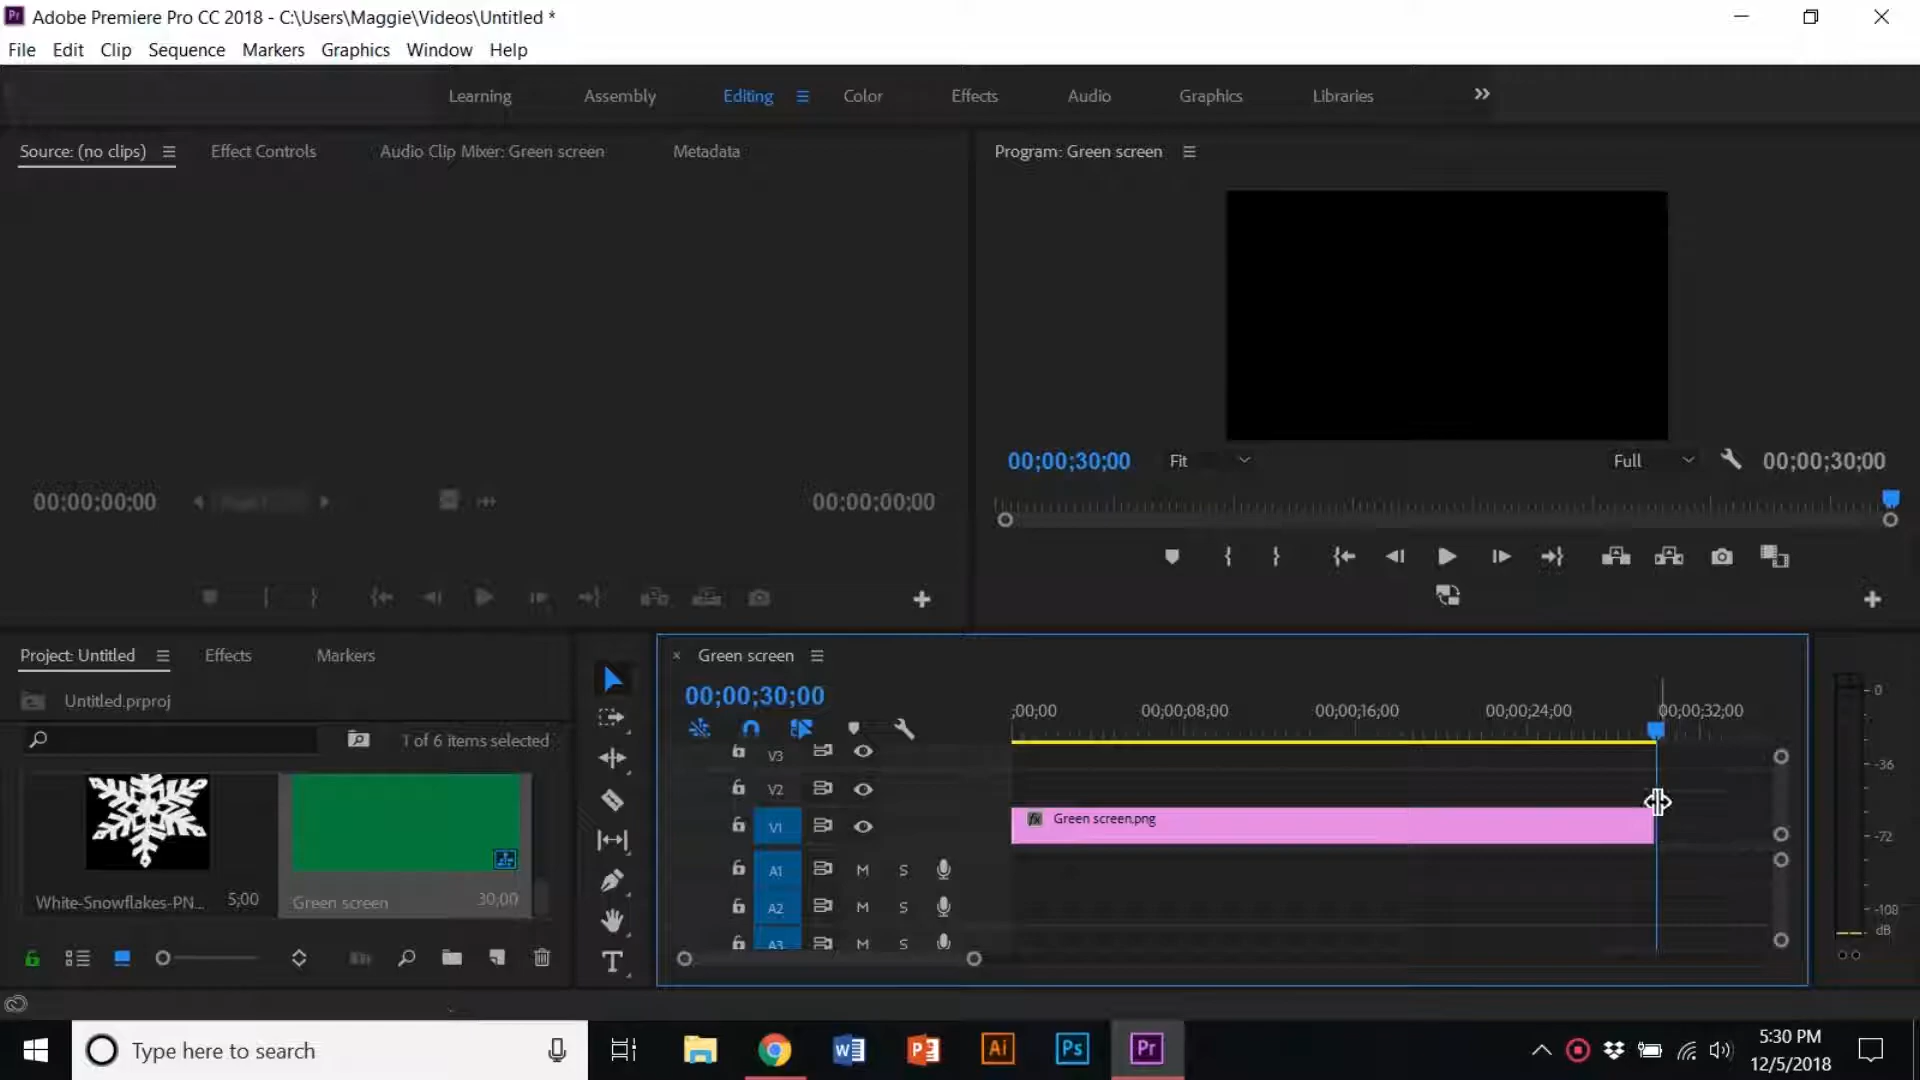 Pr Adobe Premiere Pro CC 2018 - C:\Users\Maggie\Videos\Untitled *
File Edit Clip Sequence Markers Graphics Window Help
Learning Assembly Editing Color Effects Audio Graphics Libraries
Source: (no clips) Effect Controls Audio Clip Mixer: Green screen Metadata
Program: Green screen
00;00;30;00 Fit Full 00;00;30;00
00;00;00;00 00;00;00;00
Project: Untitled Effects Markers
Untitled.prproj
1 of 6 items selected
White-Snowflakes-PN... 5;00
Green screen 30;00
× Green screen
00;00;30;00
;00;00 00;00;08;00 00;00;16;00 00;00;24;00 00;00;32;00
V3
V2
V1 fx Green screen.png
A1 M S
A2 M S
A3 M S
0
-36
-72
-108
dB
T
Type here to search
Ai Ps Pr
5:30 PM
12/5/2018